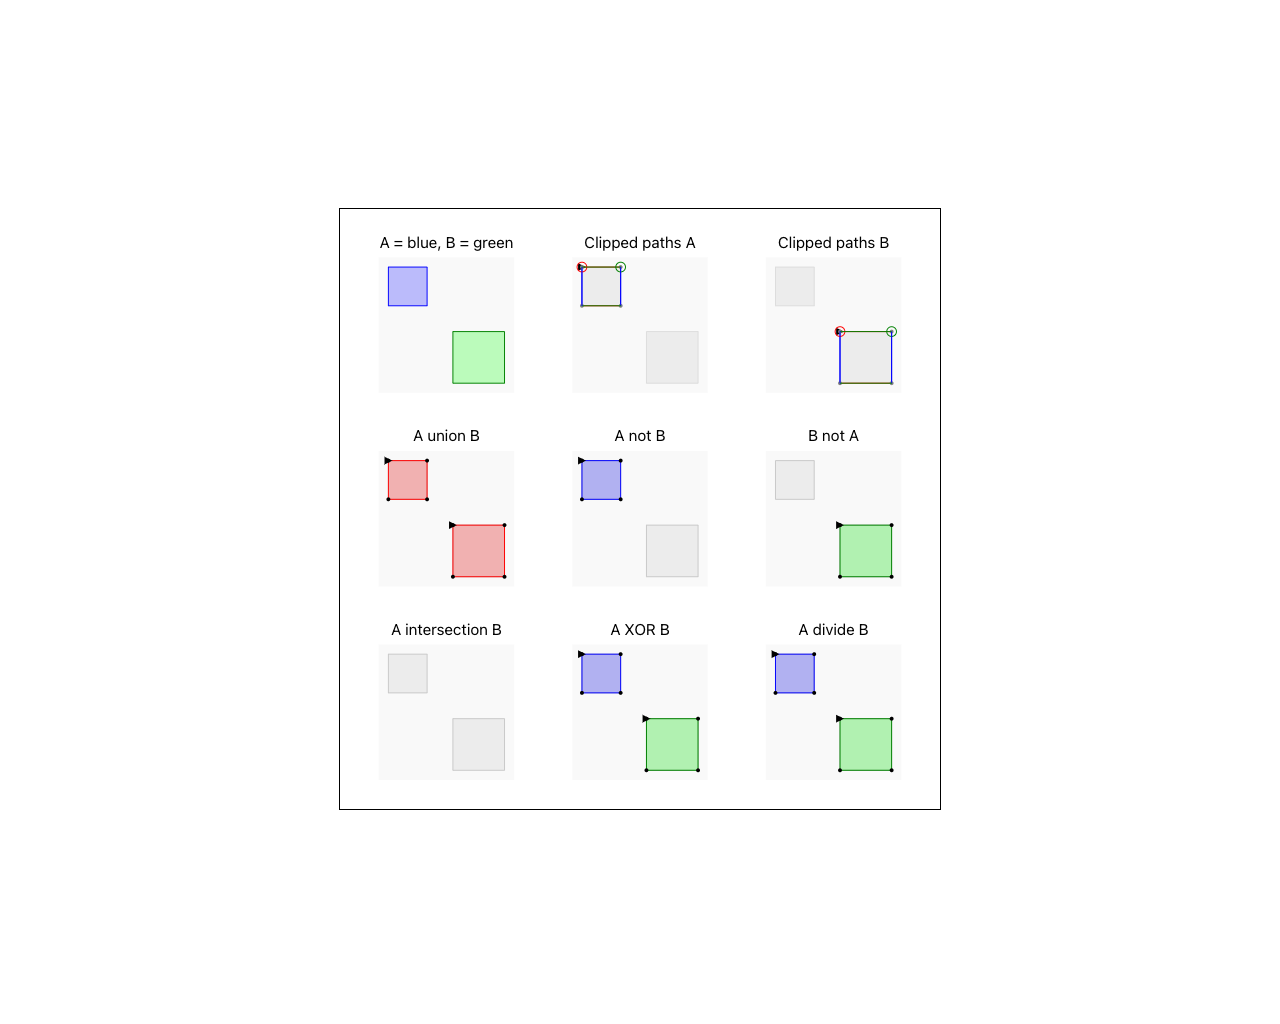 A = blue, B = green
Clipped paths A
Clipped paths B
A union B
A not B
B not A
A intersection B
A XOR B
A divide B